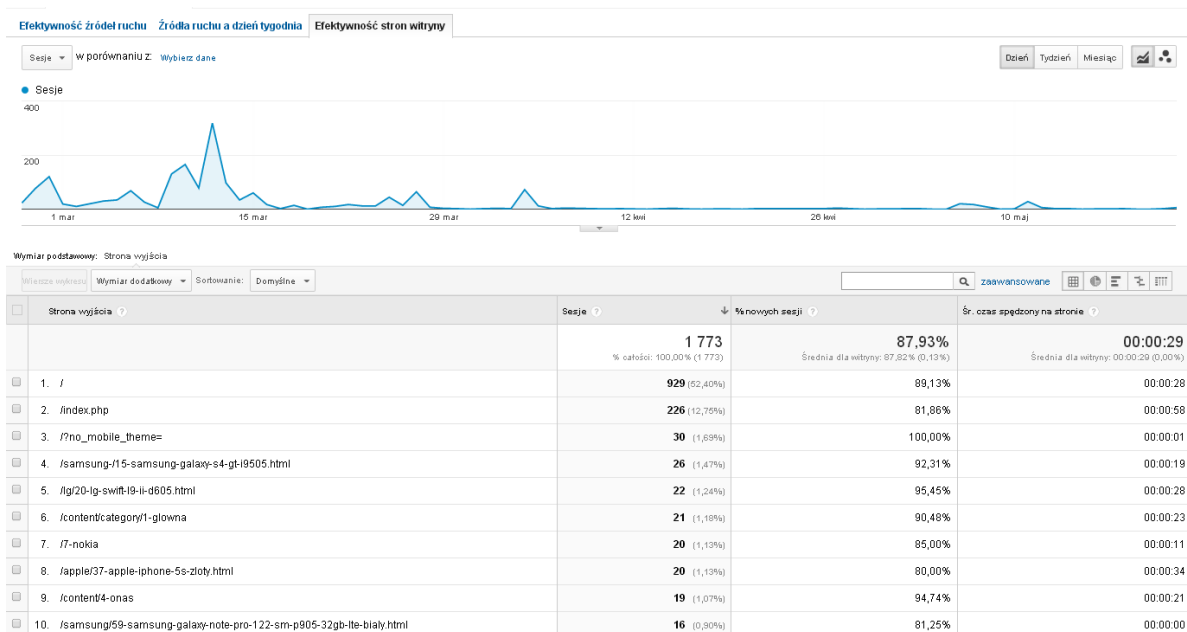 Efektywność źródeł ruchu Źródła ruchu a dzień tygodnia Efektywność stron witryny
Sesje w porównaniu z: Wybierz dane Dzień Tydzień Miesiąc
Sesje
400
200
1 mar 15 mar 29 mar 12 kwi 26 kwi 10 maj
Wymiar podstawowy: Strona wyjścia
Wiersze wykresu Wymiar dodatkowy Sortowanie: Domyślne zaawansowane
Strona wyjścia ? Sesje ? % nowych sesji ? Śr. czas spędzony na stronie ?
1 773 87,93% 00:00:29
% całości: 100,00% (1 773) Średnia dla witryny: 87,82% (0,13%) Średnia dla witryny: 00:00:29 (0,00%)
1. / 929 (52,40%) 89,13% 00:00:28
2. /index.php 226 (12,75%) 81,86% 00:00:58
3. /?no_mobile_theme= 30 (1,69%) 100,00% 00:00:01
4. /samsung-/15-samsung-galaxy-s4-gt-i9505.html 26 (1,47%) 92,31% 00:00:19
5. /lg/20-lg-swift-l9-ii-d605.html 22 (1,24%) 95,45% 00:00:28
6. /content/category/1-glowna 21 (1,18%) 90,48% 00:00:23
7. /7-nokia 20 (1,13%) 85,00% 00:00:11
8. /apple/37-apple-iphone-5s-zloty.html 20 (1,13%) 80,00% 00:00:34
9. /content/4-onas 19 (1,07%) 94,74% 00:00:21
10. /samsung/59-samsung-galaxy-note-pro-122-sm-p905-32gb-lte-bialy.html 16 (0,90%) 81,25% 00:00:00